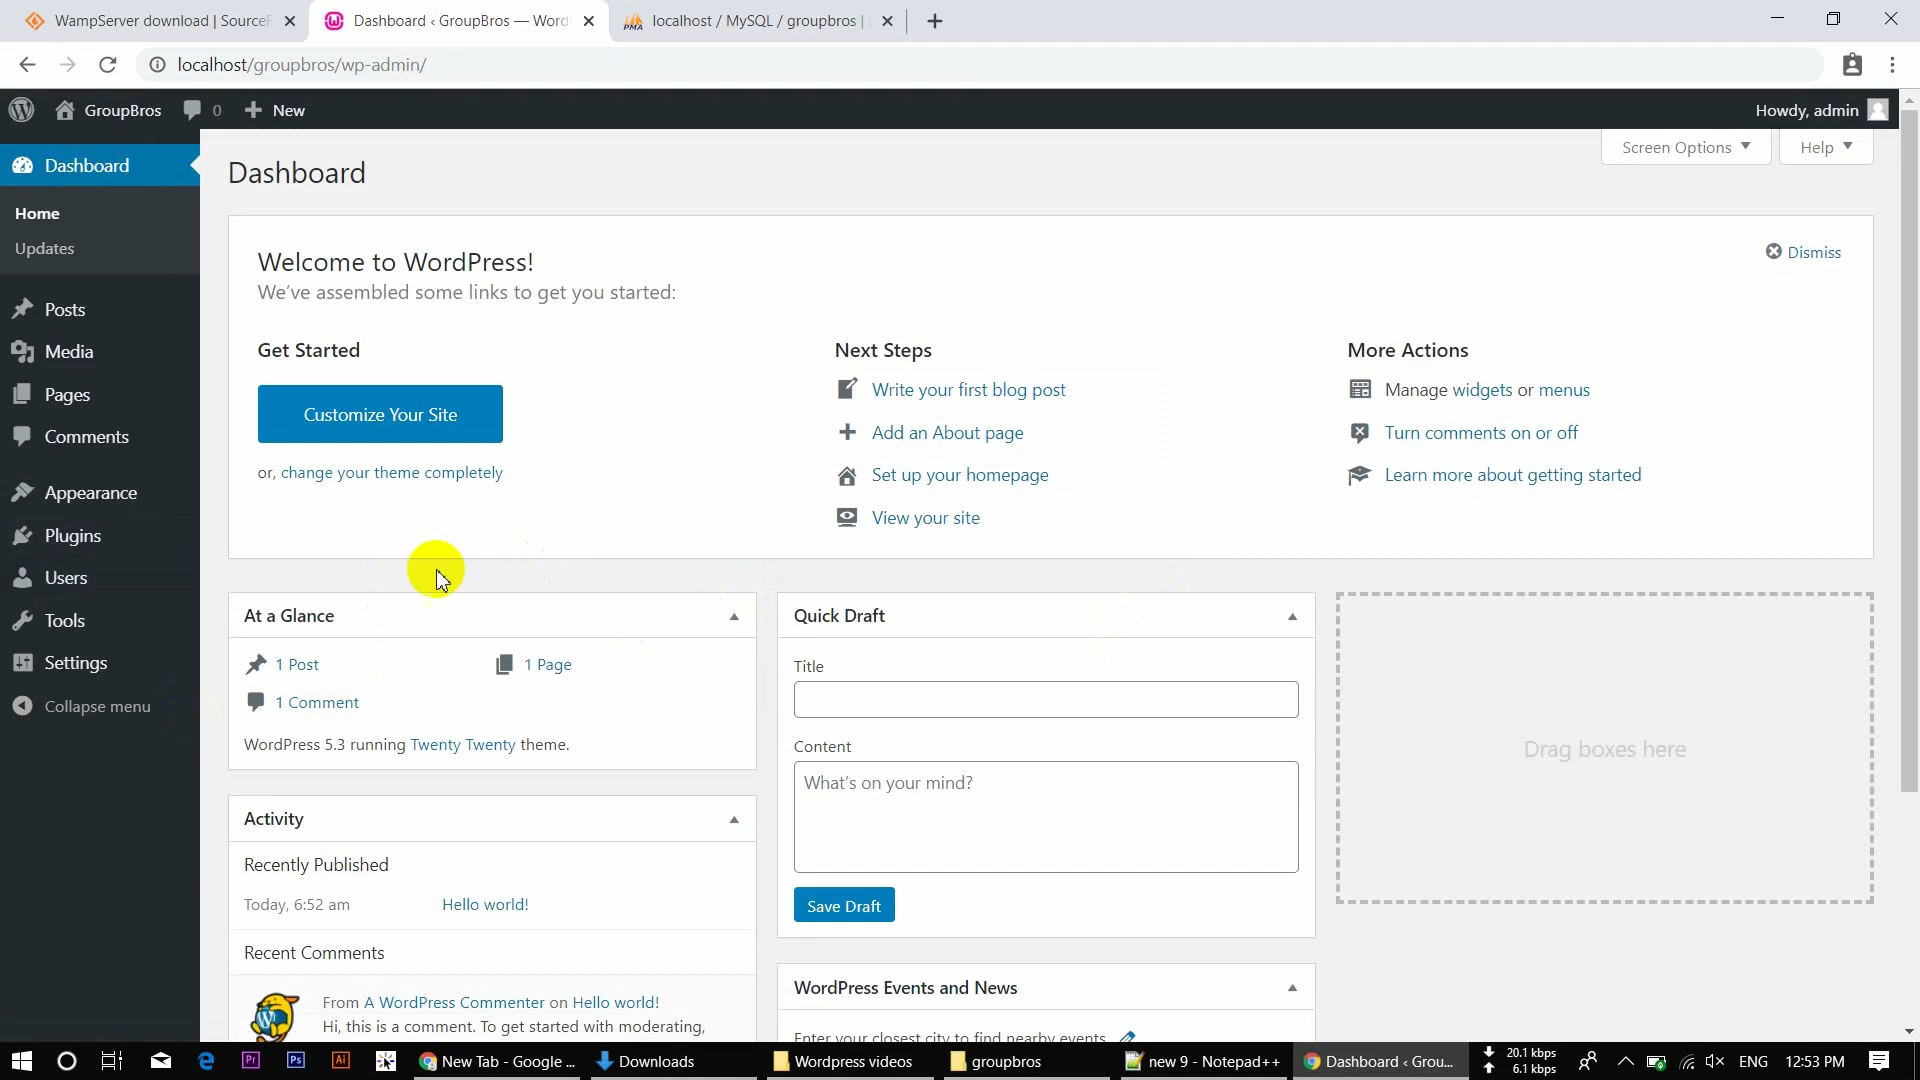 WampServer download | SourceF
Dashboard ‹ GroupBros — Word
localhost / MySQL / groupbros |
localhost/groupbros/wp-admin/
GroupBros
0
New
Howdy, admin
Dashboard
Home
Updates
Posts
Media
Pages
Comments
Appearance
Plugins
Users
Tools
Settings
Collapse menu
Dashboard
Screen Options
Help
Welcome to WordPress!
We've assembled some links to get you started:
Dismiss
Get Started
Customize Your Site
or, change your theme completely
Next Steps
Write your first blog post
Add an About page
Set up your homepage
View your site
More Actions
Manage widgets or menus
Turn comments on or off
Learn more about getting started
At a Glance
1 Post
1 Page
1 Comment
WordPress 5.3 running Twenty Twenty theme.
Activity
Recently Published
Today, 6:52 am
Hello world!
Recent Comments
From A WordPress Commenter on Hello world!
Hi, this is a comment. To get started with moderating,
Quick Draft
Title
Content
What's on your mind?
Save Draft
WordPress Events and News
Enter your closest city to find nearby events.
Drag boxes here
New Tab - Google ...
Downloads
Wordpress videos
groupbros
new 9 - Notepad++
Dashboard ‹ Grou...
20.1 kbps
6.1 kbps
ENG
12:53 PM